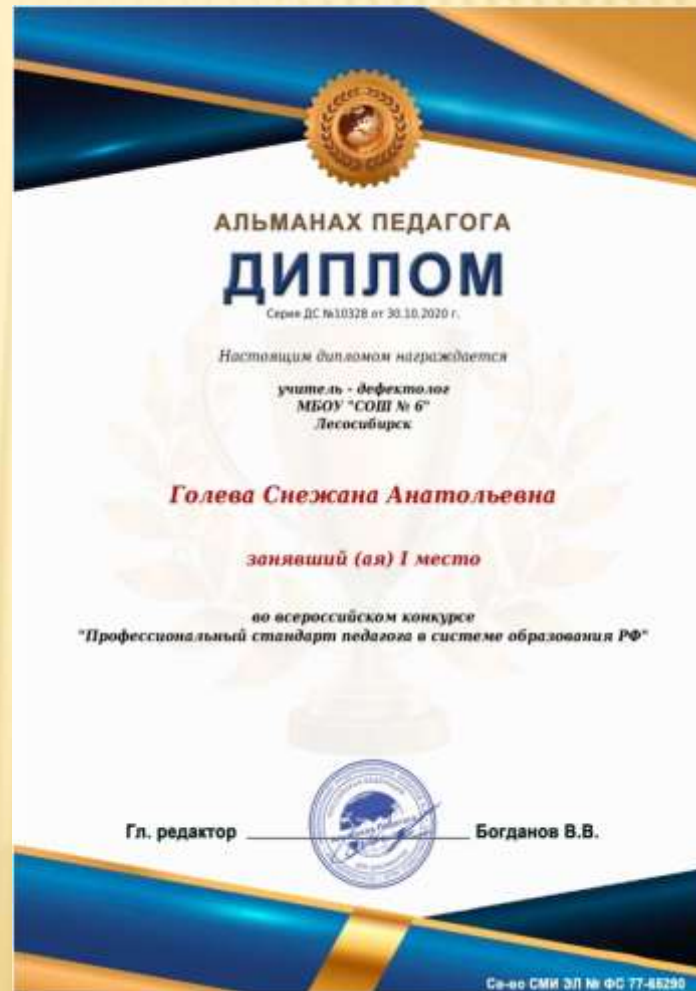 АЛЬМАНАХ ПЕДАГОГА
ДИПЛОМ
Серия ДС №10328 от 30.10.2020 г.
Настоящим дипломом награждается
учитель - дефектолог
МБОУ "СОШ № 6"
Лесосибирск
Голева Снежана Анатольевна
занявший (ая) I место
во всероссийском конкурсе
"Профессиональный стандарт педагога в системе образования РФ"
Гл. редактор Богданов В.В.
Св-во СМИ ЭЛ № ФС 77-65290